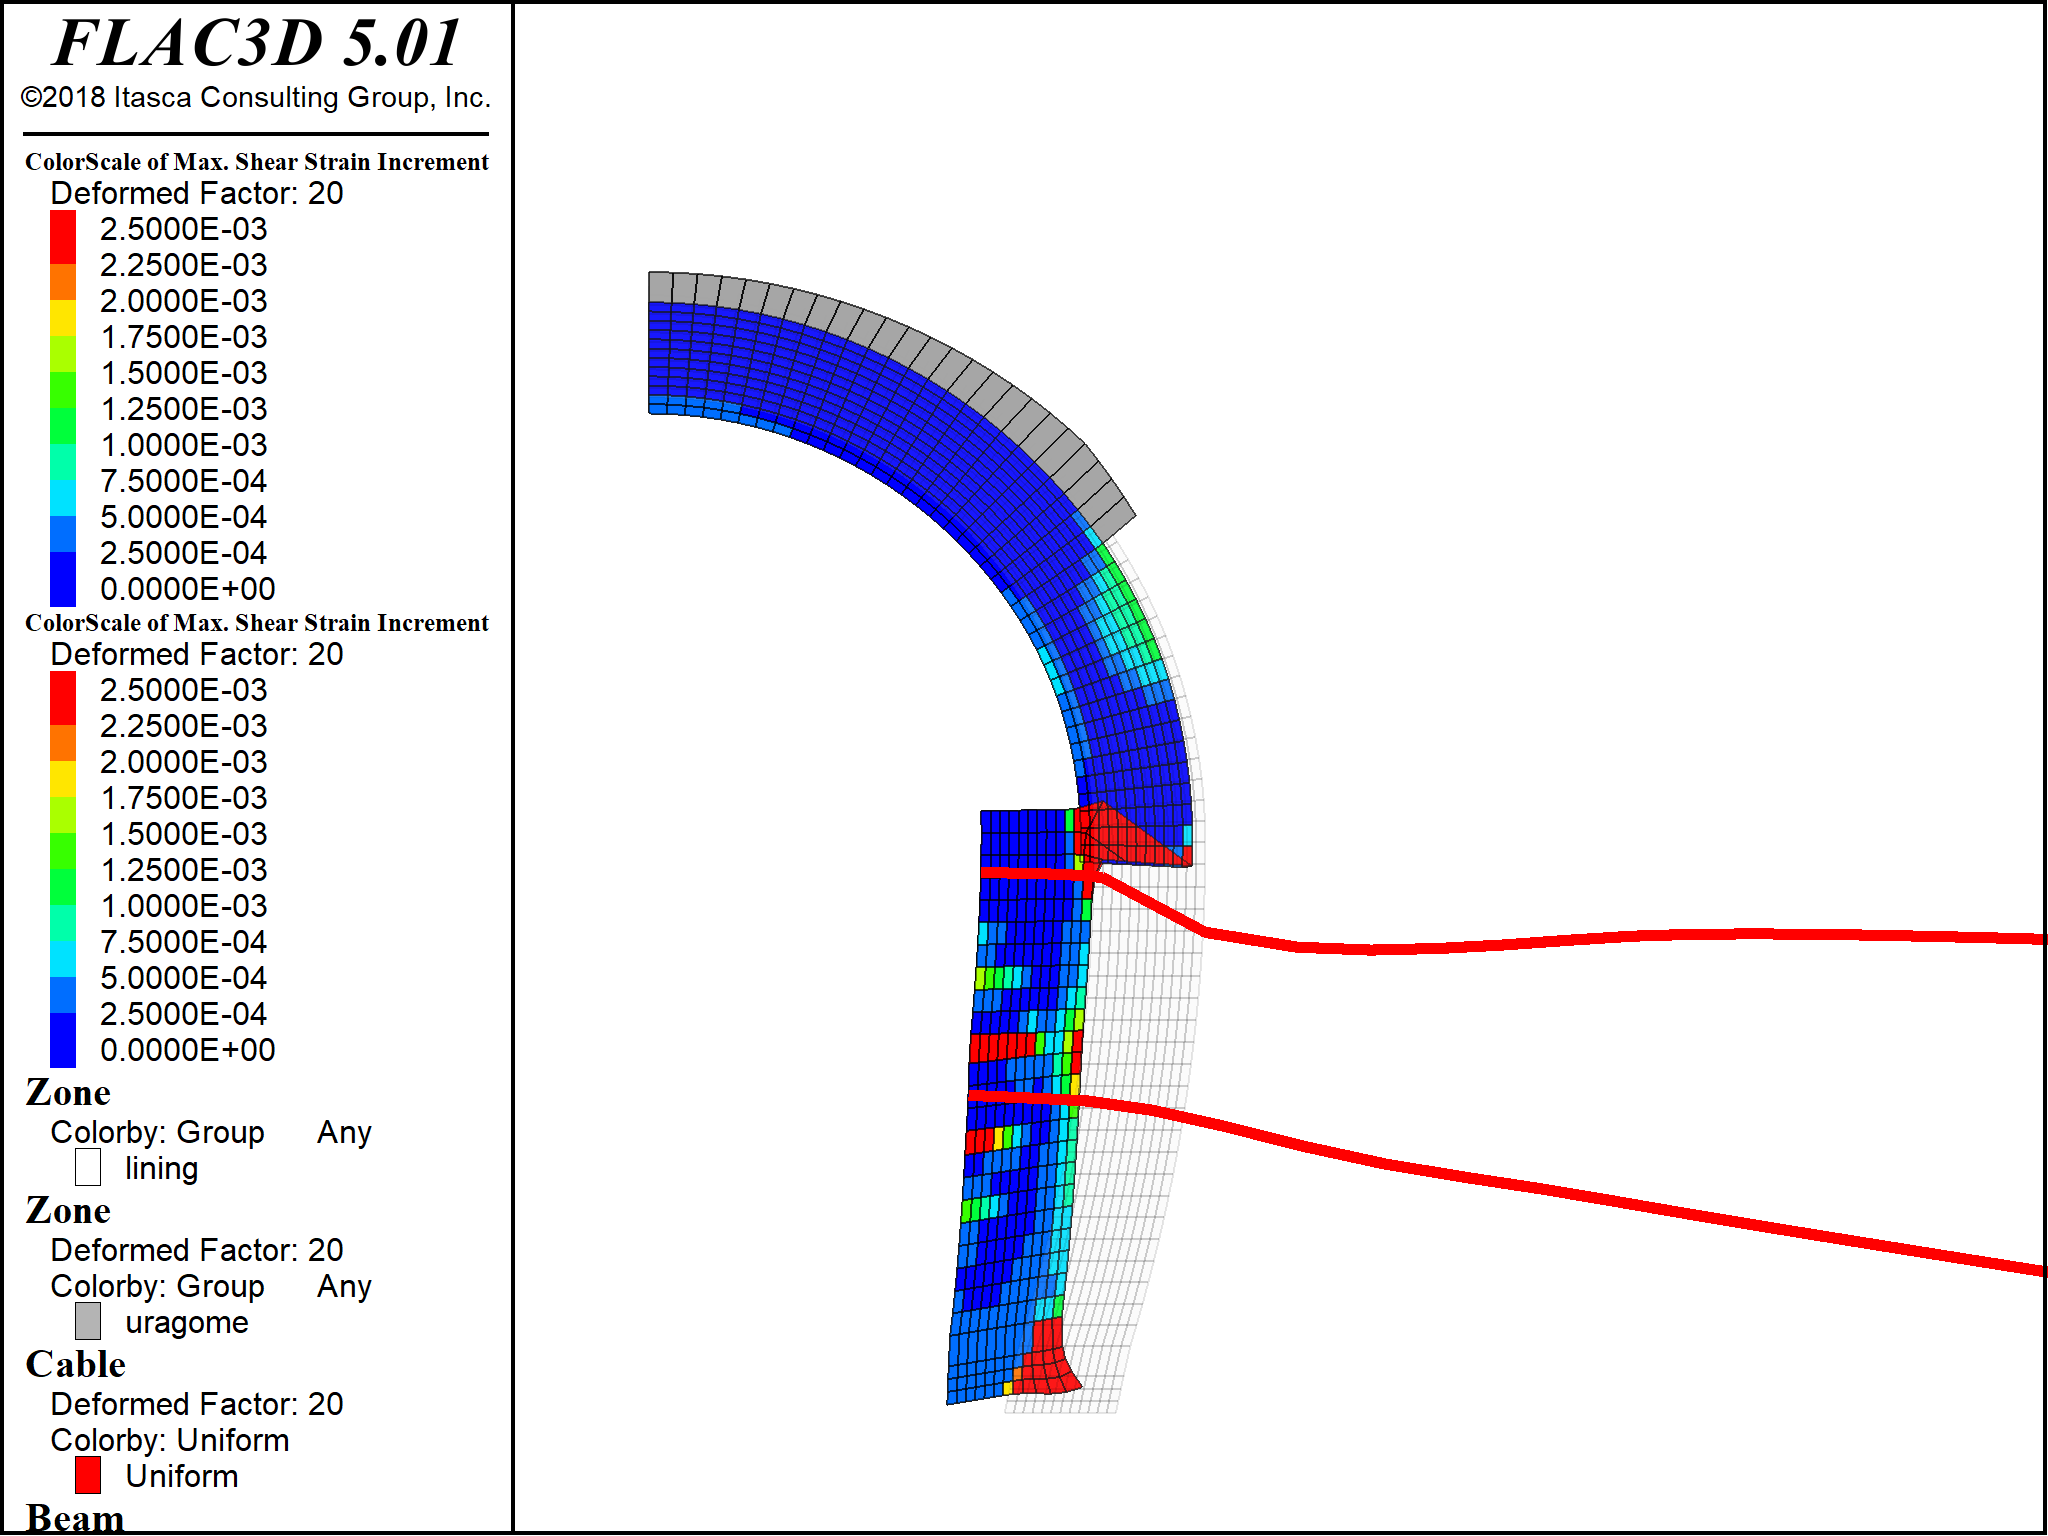 FLAC3D 5.01
©2018 Itasca Consulting Group, Inc.
ColorScale of Max. Shear Strain Increment
Deformed Factor: 20
2.5000E-03
2.2500E-03
2.0000E-03
1.7500E-03
1.5000E-03
1.2500E-03
1.0000E-03
7.5000E-04
5.0000E-04
2.5000E-04
0.0000E+00
ColorScale of Max. Shear Strain Increment
Deformed Factor: 20
2.5000E-03
2.2500E-03
2.0000E-03
1.7500E-03
1.5000E-03
1.2500E-03
1.0000E-03
7.5000E-04
5.0000E-04
2.5000E-04
0.0000E+00
Zone
Colorby: Group Any
lining
Zone
Deformed Factor: 20
Colorby: Group Any
uragome
Cable
Deformed Factor: 20
Colorby: Uniform
Uniform
Beam